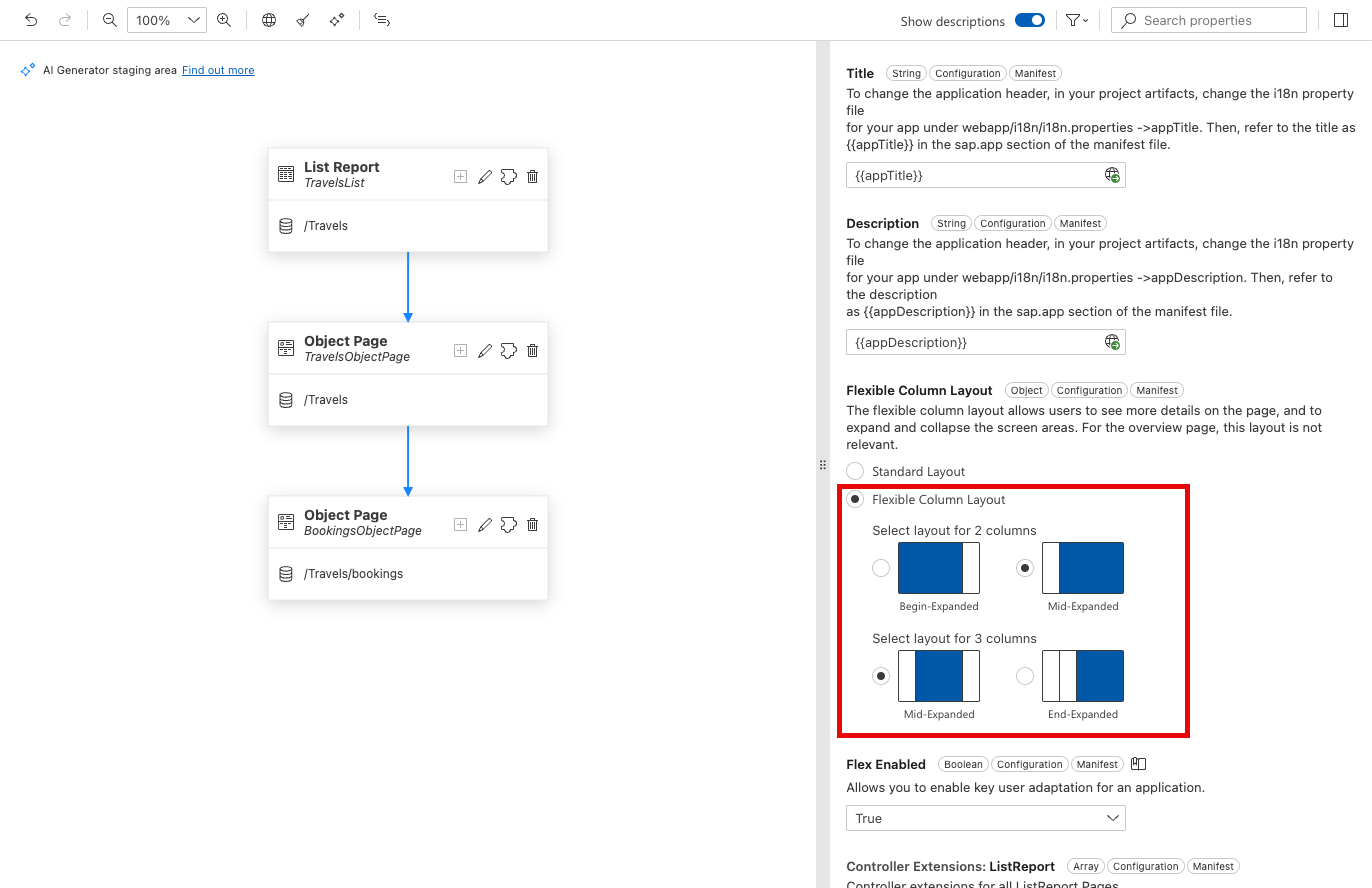 100%
Show descriptions
Search properties
AI Generator staging area Find out more
List Report
TravelsList
/Travels
Object Page
TravelsObjectPage
/Travels
Object Page
BookingsObjectPage
/Travels/bookings
Title String Configuration Manifest
To change the application header, in your project artifacts, change the i18n property
file
for your app under webapp/i18n/i18n.properties ->appTitle. Then, refer to the title as
{{appTitle}} in the sap.app section of the manifest file.
{{appTitle}}
Description String Configuration Manifest
To change the application header, in your project artifacts, change the i18n property
file
for your app under webapp/i18n/i18n.properties ->appDescription. Then, refer to
the description
as {{appDescription}} in the sap.app section of the manifest file.
{{appDescription}}
Flexible Column Layout Object Configuration Manifest
The flexible column layout allows users to see more details on the page, and to
expand and collapse the screen areas. For the overview page, this layout is not
relevant.
Standard Layout
Flexible Column Layout
Select layout for 2 columns
Begin-Expanded Mid-Expanded
Select layout for 3 columns
Mid-Expanded End-Expanded
Flex Enabled Boolean Configuration Manifest
Allows you to enable key user adaptation for an application.
True
Controller Extensions: ListReport Array Configuration Manifest
Controller extensions for all ListReport Pages